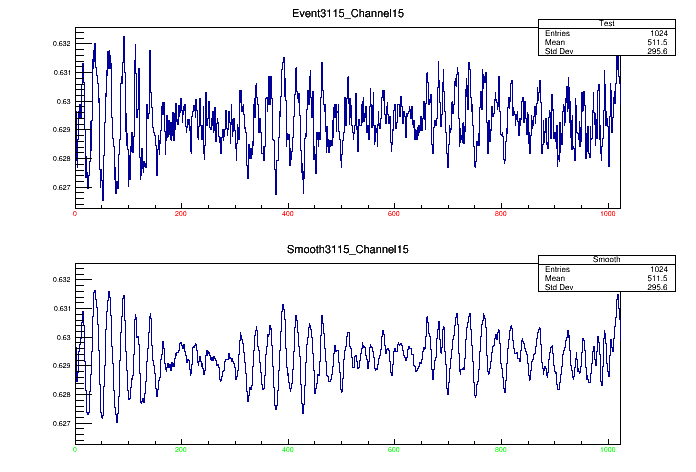 Event3115_Channel15
Test
Entries 1024
Mean 511.5
Std Dev 295.6
0.632
0.631
0.63
0.629
0.628
0.627
0 200 400 600 800 1000
Smooth3115_Channel15
Smooth
Entries 1024
Mean 511.5
Std Dev 295.6
0.632
0.631
0.63
0.629
0.628
0.627
0 200 400 600 800 1000